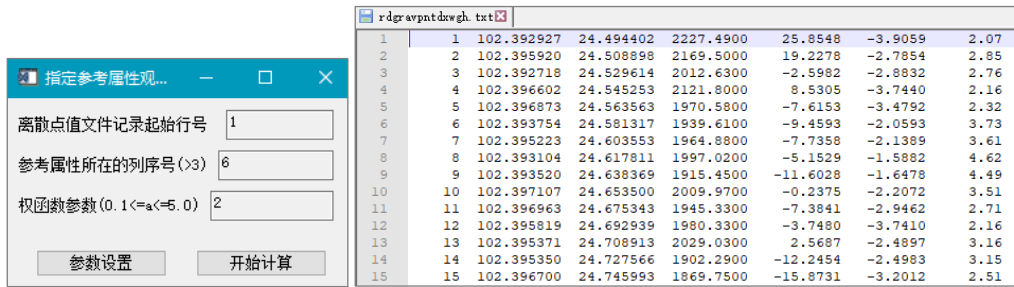 指定参考属性观...
离散点值文件记录起始行号 1
参考属性所在的列序号(>3) 6
权函数参数(0.1<=a<=5.0) 2
参数设置 开始计算
rdgravpntdxwgh.txt
1 1 102.392927 24.494402 2227.4900 25.8548 -3.9059 2.07
2 2 102.395920 24.508898 2169.5000 19.2278 -2.7854 2.85
3 3 102.392718 24.529614 2012.6300 -2.5982 -2.8832 2.76
4 4 102.396602 24.545253 2121.8000 8.5305 -3.7440 2.16
5 5 102.396873 24.563563 1970.5800 -7.6153 -3.4792 2.32
6 6 102.393754 24.581317 1939.6100 -9.4593 -2.0593 3.73
7 7 102.395223 24.603553 1964.8800 -7.7358 -2.1389 3.61
8 8 102.393104 24.617811 1997.0200 -5.1529 -1.5882 4.62
9 9 102.393520 24.638369 1915.4500 -11.6028 -1.6478 4.49
10 10 102.397107 24.653500 2009.9700 -0.2375 -2.2072 3.51
11 11 102.396963 24.675343 1945.3300 -7.3841 -2.9462 2.71
12 12 102.395819 24.692939 1980.3300 -3.7480 -3.7410 2.16
13 13 102.395371 24.708913 2029.0300 2.5687 -2.4897 3.16
14 14 102.395350 24.727566 1902.2900 -12.2454 -2.4983 3.15
15 15 102.396700 24.745993 1869.7500 -15.8731 -3.2012 2.51